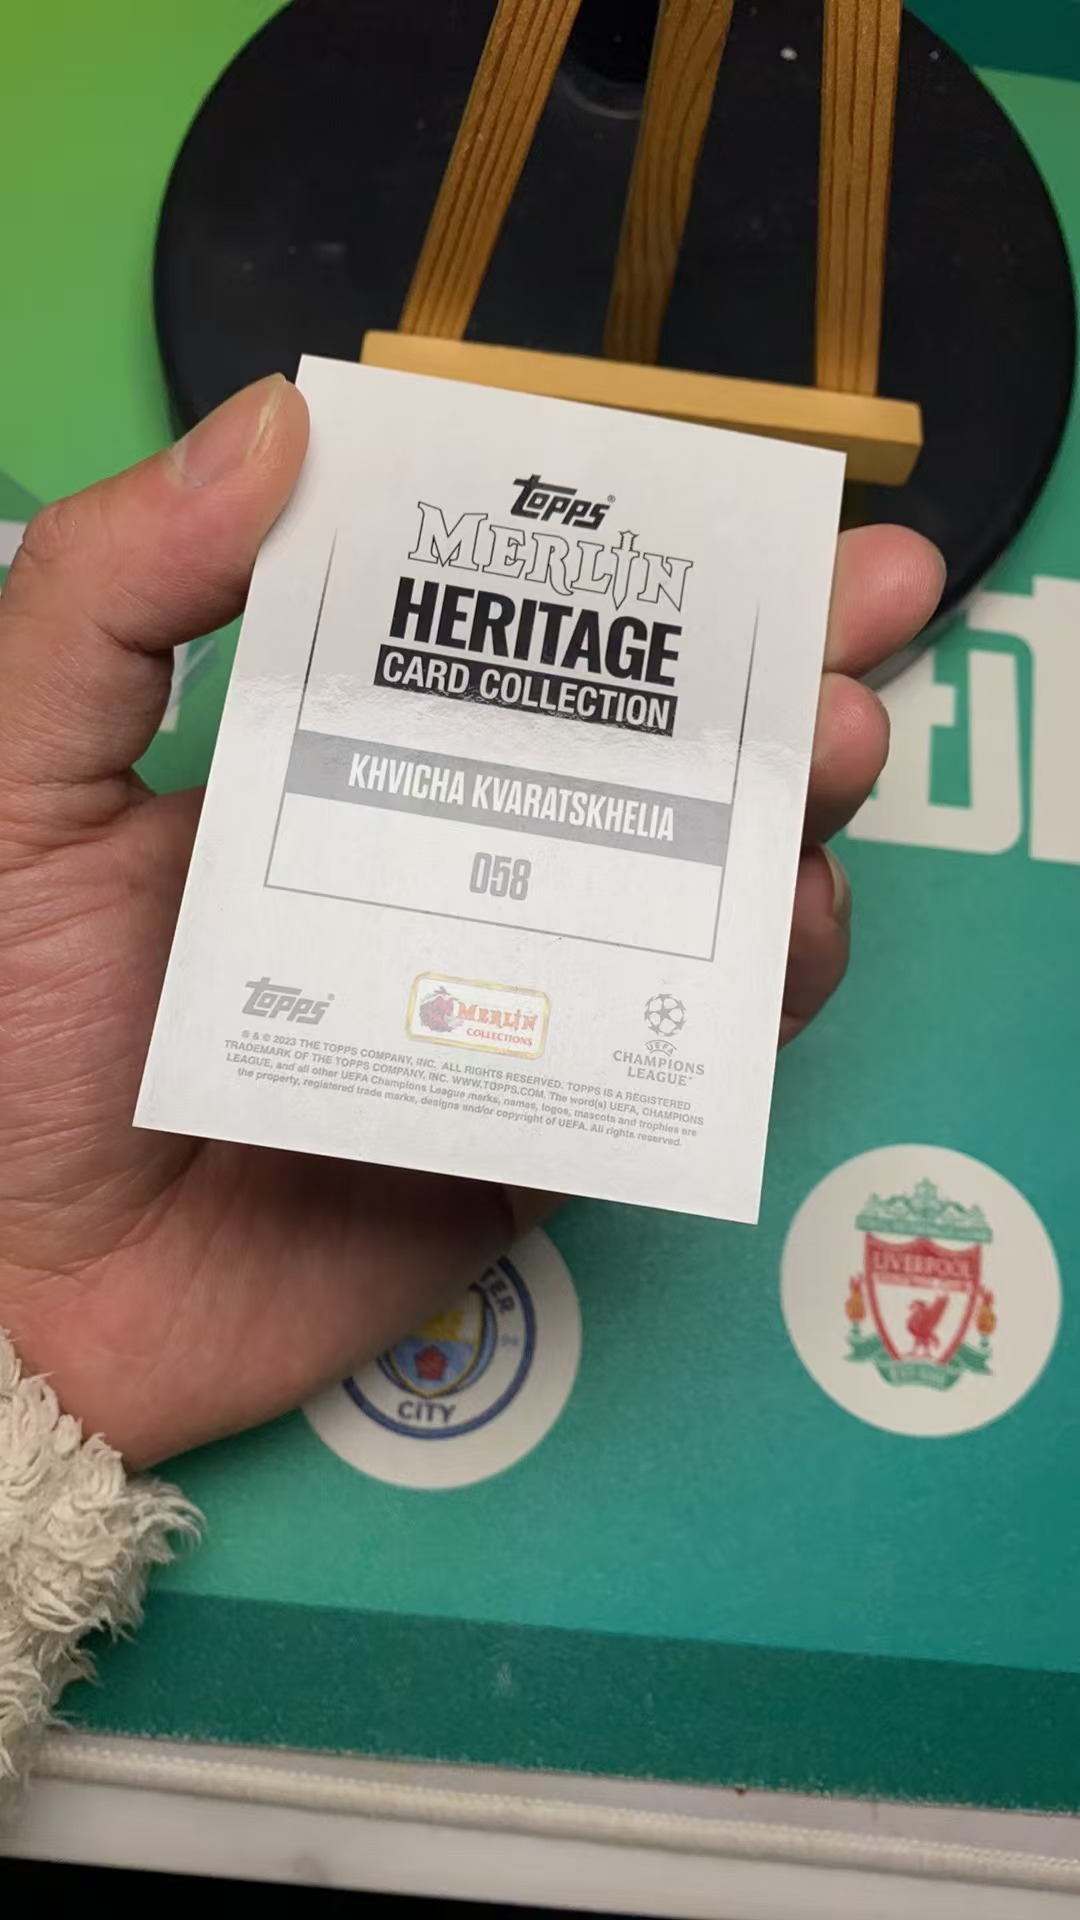 topps®
MERLIN
HERITAGE
CARD COLLECTION
KHVICHA KVARATSKHELIA
058
topps®
MERLIN
COLLECTIONS
UEFA
CHAMPIONS
LEAGUE
® & © 2023 THE TOPPS COMPANY, INC. ALL RIGHTS RESERVED. TOPPS IS A REGISTERED
TRADEMARK OF THE TOPPS COMPANY, INC. WWW.TOPPS.COM. The word(s) UEFA, CHAMPIONS
LEAGUE, and all other UEFA Champions League marks, names, logos, mascots and trophies are
the property, registered trade marks, designs and/or copyright of UEFA. All rights reserved.
CITY
LIVERPOOL